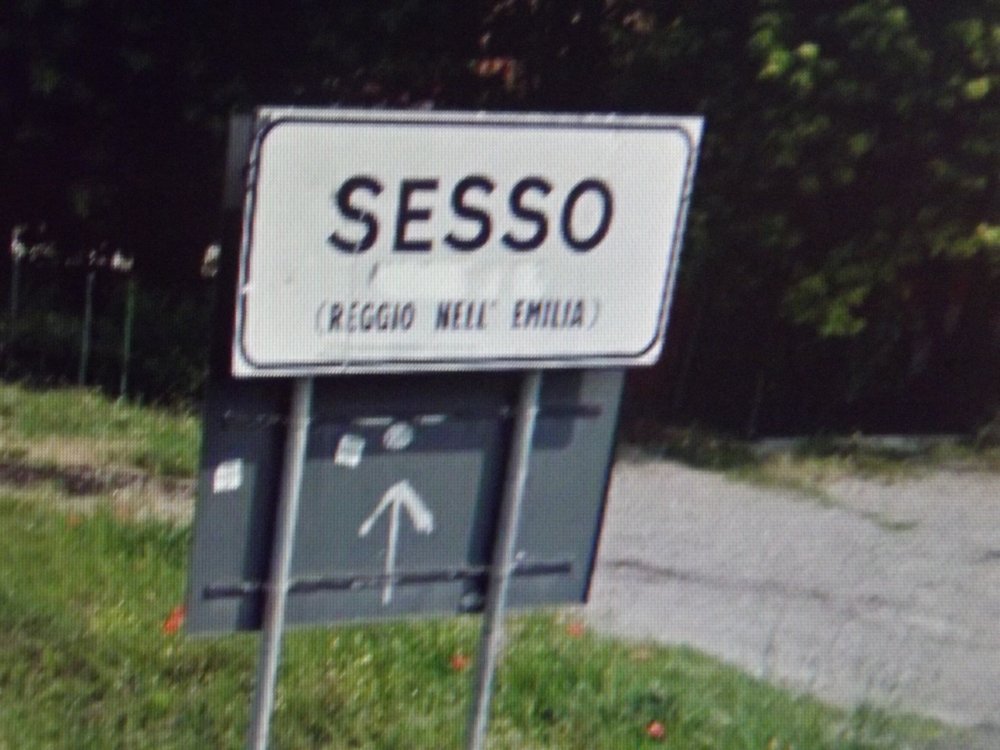 SESSO
(REGGIO NELL' EMILIA)